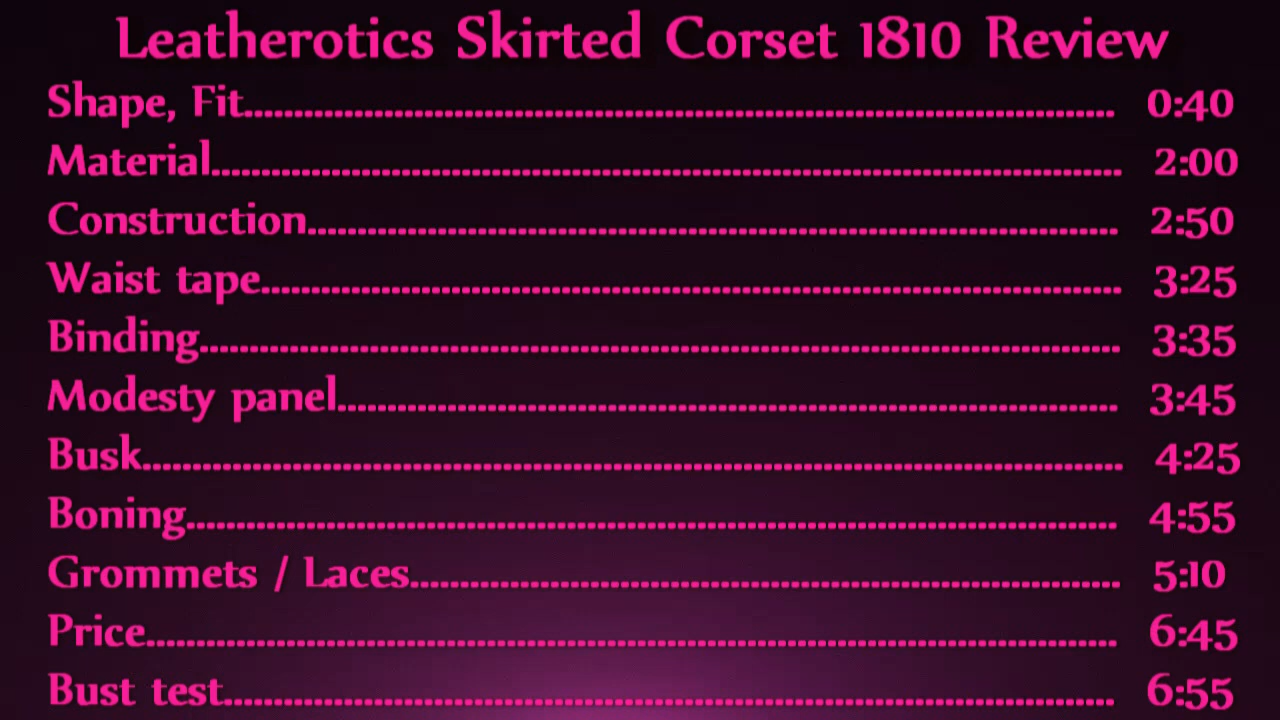 Leatherotics Skirted Corset 1810 Review
Shape, Fit.......................................................................................... 0:40
Material.............................................................................................. 2:00
Construction.................................................................................... 2:50
Waist tape......................................................................................... 3:25
Binding............................................................................................... 3:35
Modesty panel................................................................................. 3:45
Busk..................................................................................................... 4:25
Boning................................................................................................ 4:55
Grommets / Laces......................................................................... 5:10
Price.................................................................................................... 6:45
Bust test............................................................................................ 6:55